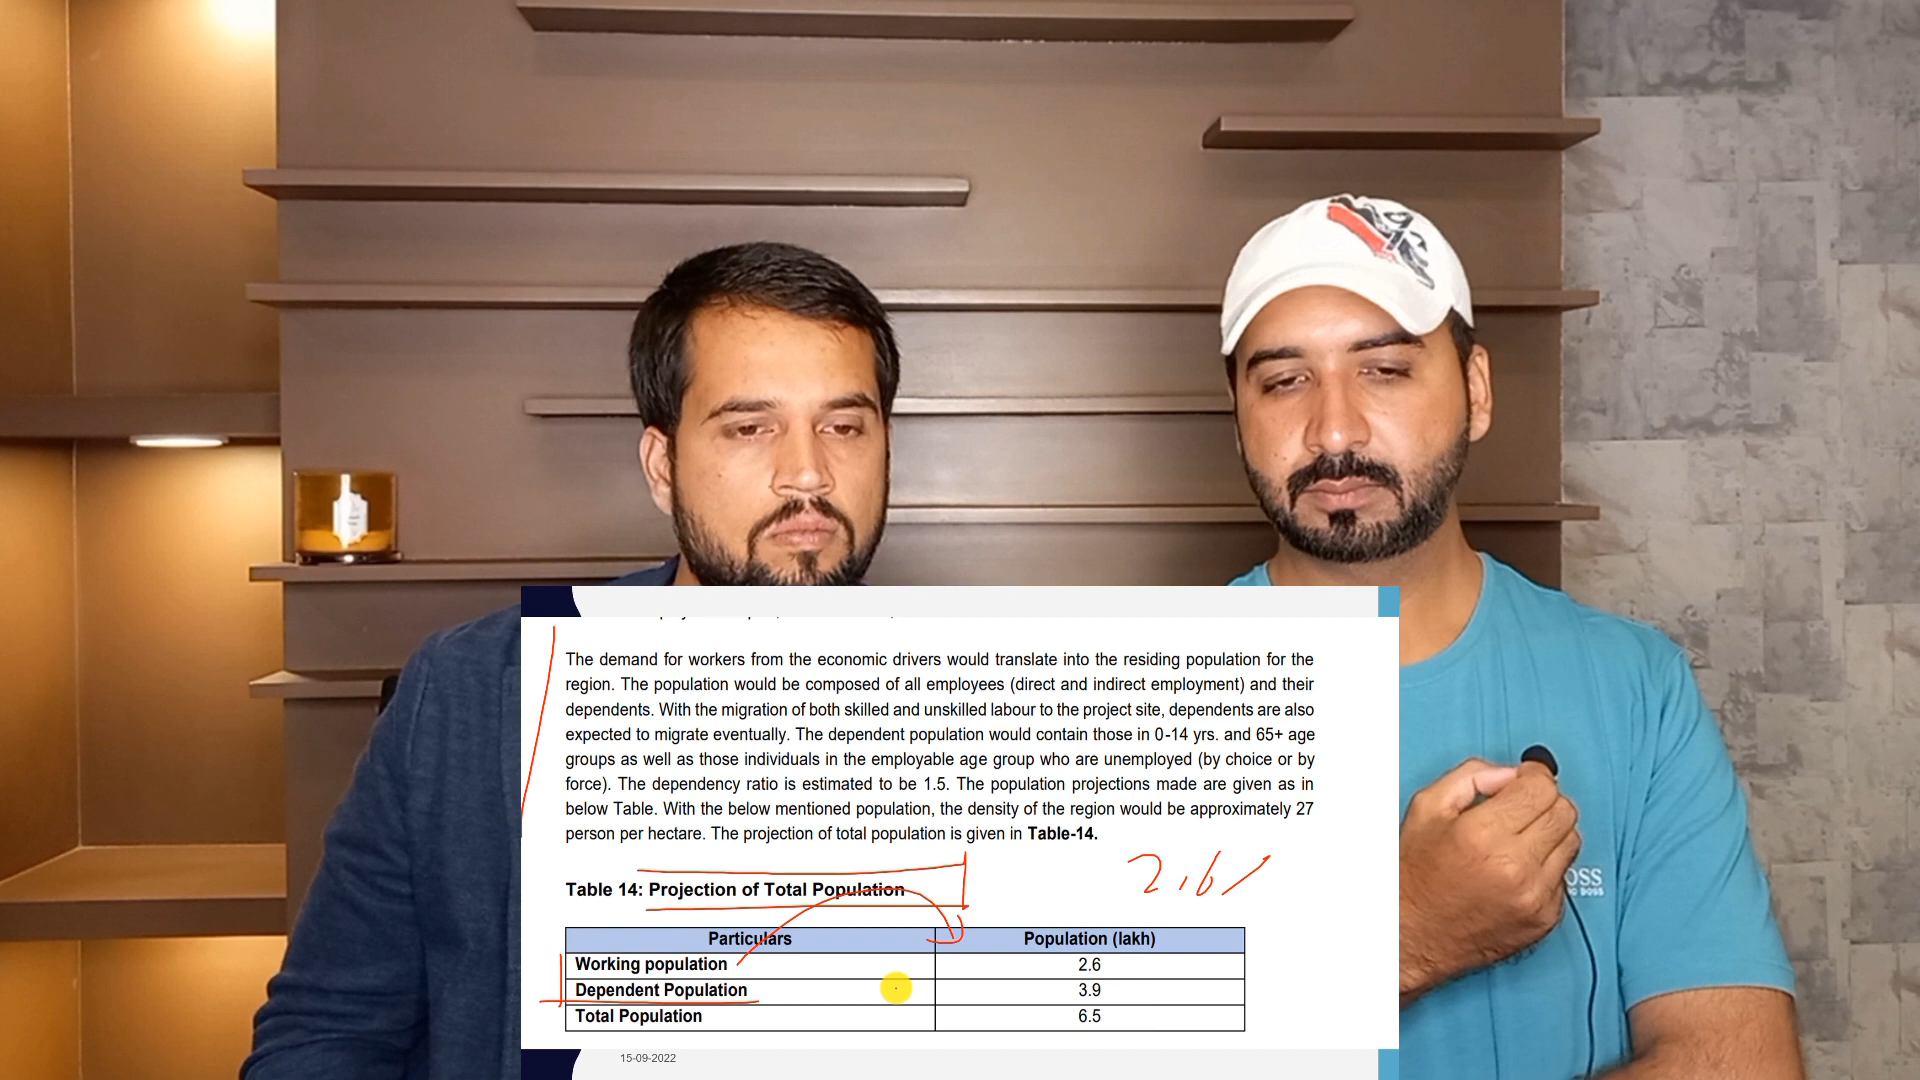 The demand for workers from the economic drivers would translate into the residing population for the
region. The population would be composed of all employees (direct and indirect employment) and their
dependents. With the migration of both skilled and unskilled labour to the project site, dependents are also
expected to migrate eventually. The dependent population would contain those in 0-14 yrs. and 65+ age
groups as well as those individuals in the employable age group who are unemployed (by choice or by
force). The dependency ratio is estimated to be 1.5. The population projections made are given as in
below Table. With the below mentioned population, the density of the region would be approximately 27
person per hectare. The projection of total population is given in Table-14.
2.6
Table 14: Projection of Total Population
OSS
O BOSS
Particulars Population (lakh)
Working population 2.6
Dependent Population 3.9
Total Population 6.5
15-09-2022